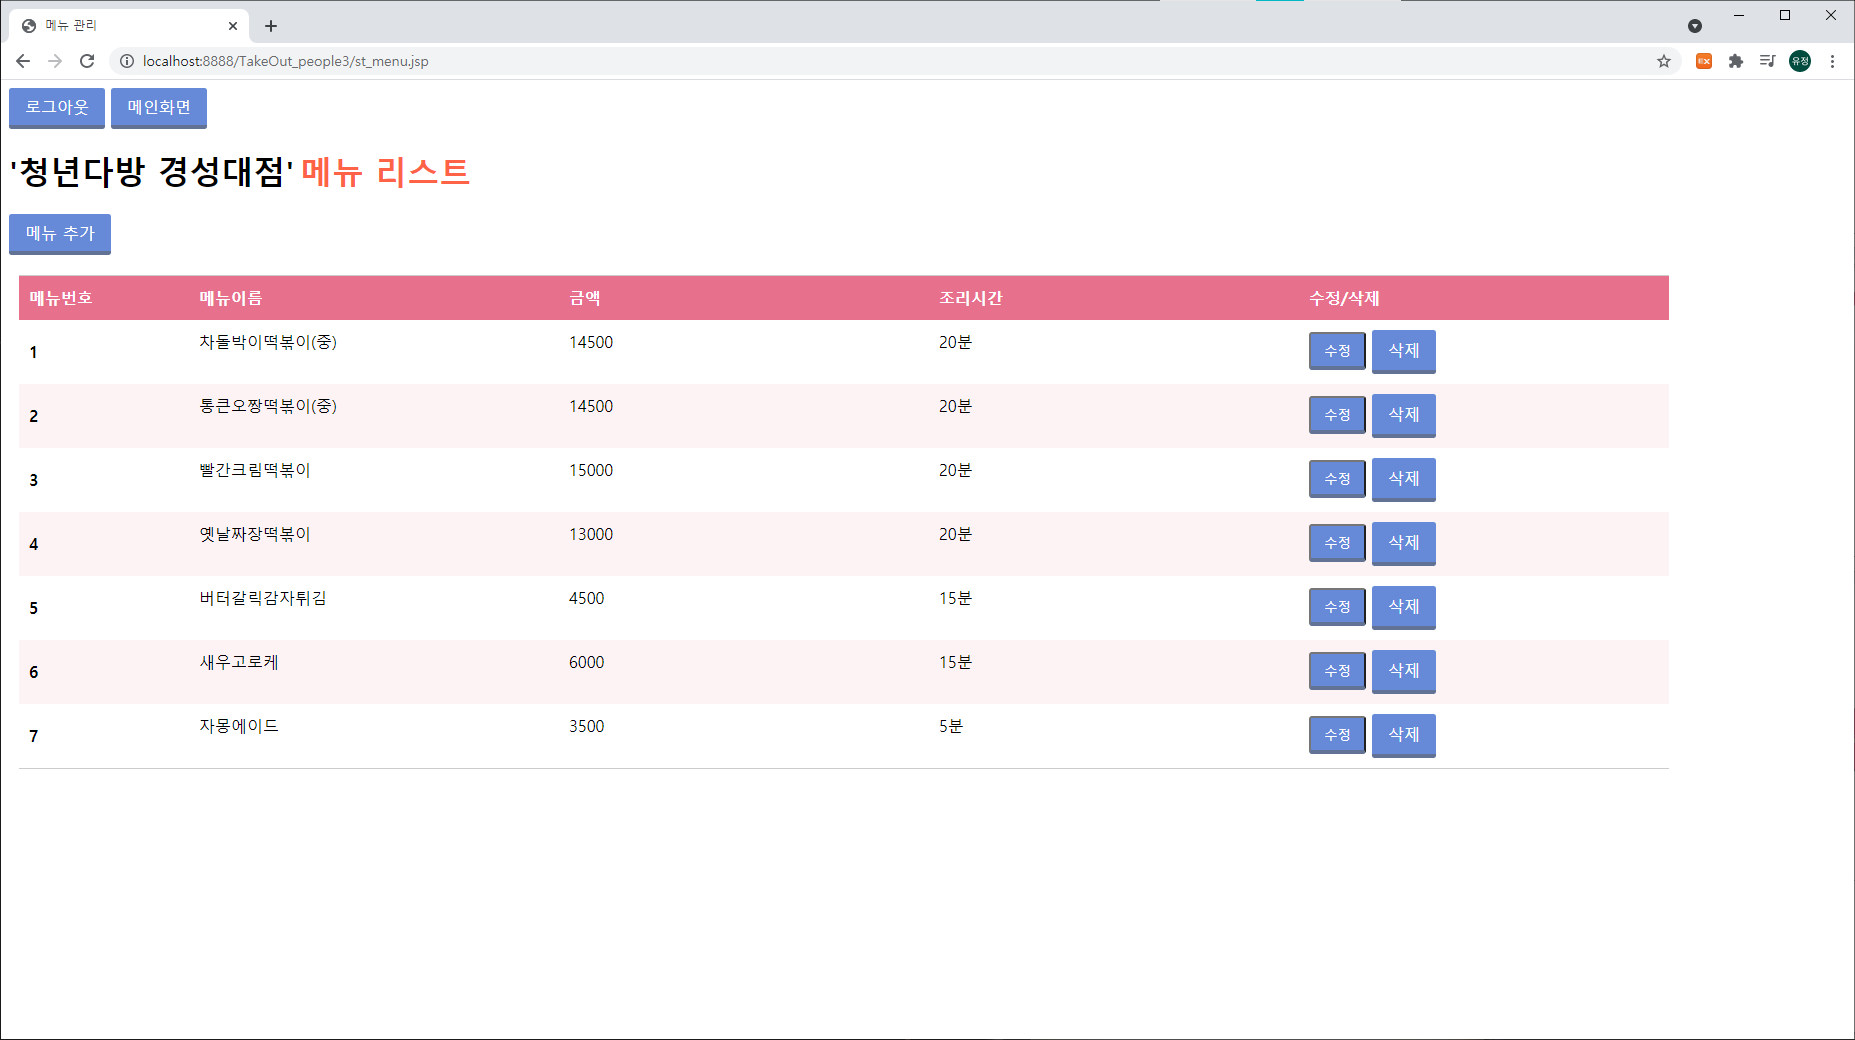 메뉴 관리
localhost:8888/TakeOut_people3/st_menu.jsp
유정
로그아웃 메인화면
'청년다방 경성대점' 메뉴 리스트
메뉴 추가
메뉴번호 메뉴이름 금액 조리시간 수정/삭제
1 차돌박이떡볶이(중) 14500 20분 수정 삭제
2 통큰오짱떡볶이(중) 14500 20분 수정 삭제
3 빨간크림떡볶이 15000 20분 수정 삭제
4 옛날짜장떡볶이 13000 20분 수정 삭제
5 버터갈릭감자튀김 4500 15분 수정 삭제
6 새우고로케 6000 15분 수정 삭제
7 자몽에이드 3500 5분 수정 삭제